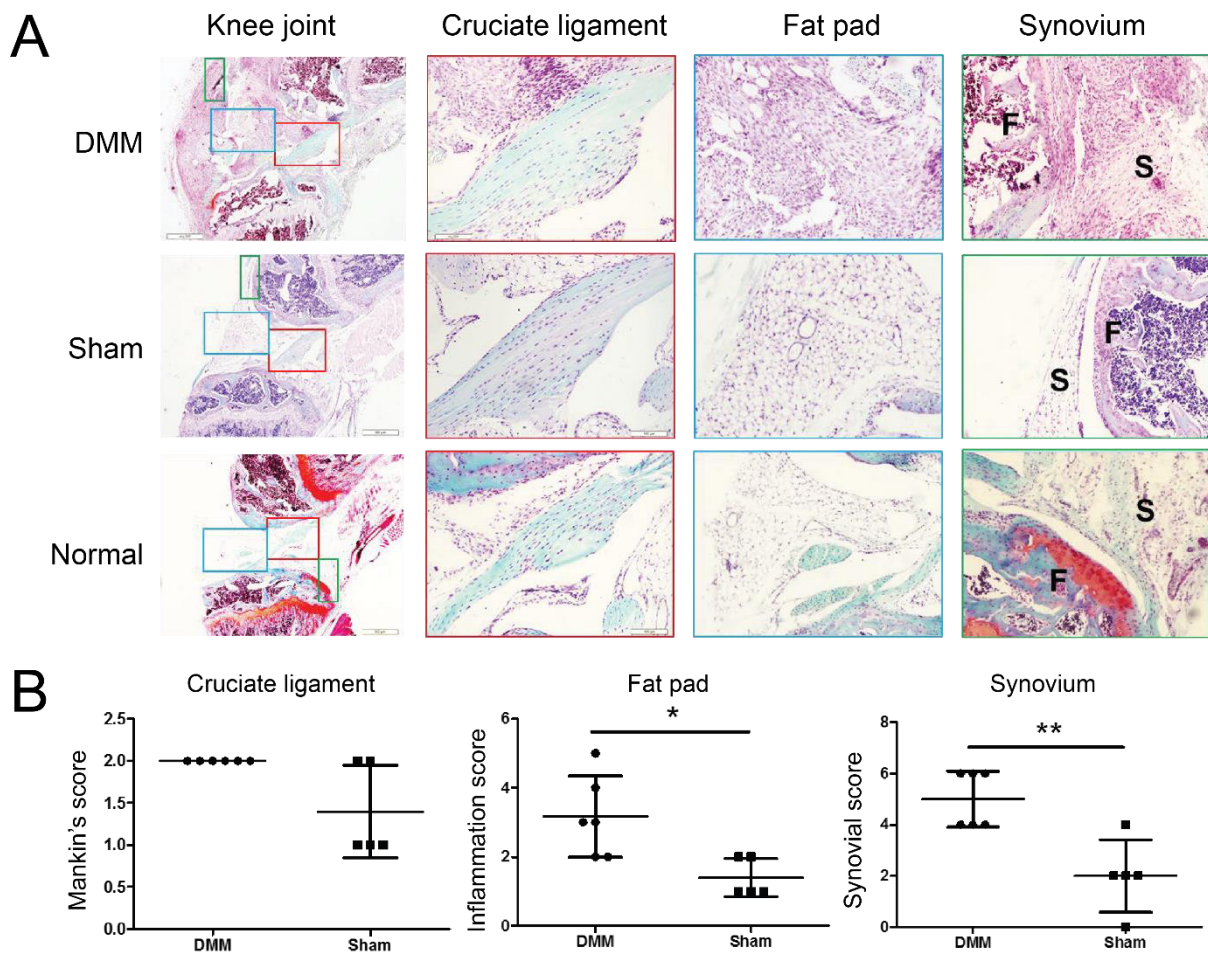 A
Knee joint
Cruciate ligament
Fat pad
Synovium
DMM
F
S
Sham
F
S
Normal
S
F
B
Cruciate ligament
Mankin's score
2.5
2.0
1.5
1.0
0.5
0.0
DMM
Sham
Fat pad
Inflammation score
6
4
2
0
*
DMM
Sham
Synovium
Synovial score
8
6
4
2
0
**
DMM
Sham